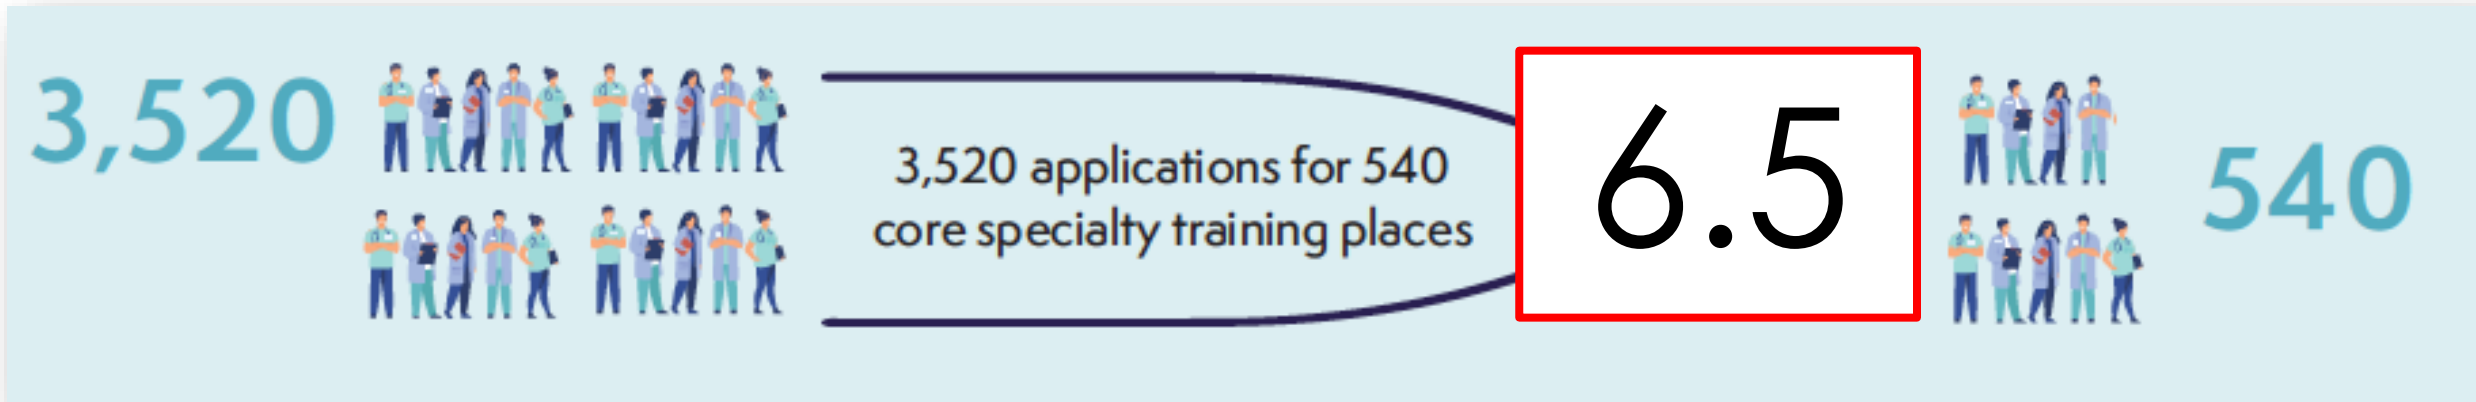 3,520
3,520 applications for 540
core specialty training places
6.5
540